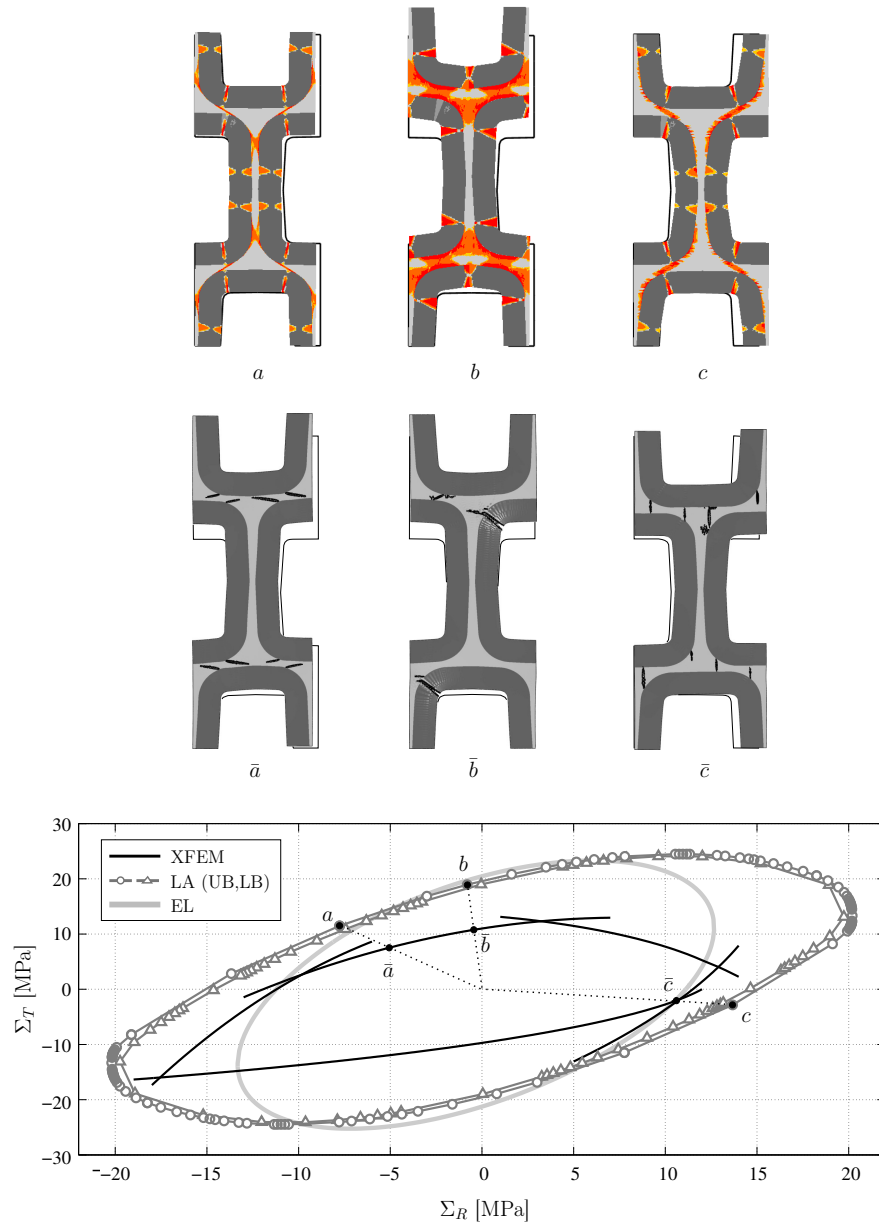 a b c
ā b̄ c̄
30
20
10
0
−10
−20
−30
Σ_T [MPa]
XFEM
LA (UB,LB)
EL
a
b
ā
b̄
c̄
c
-−20 −15 −10 −5 0 5 10 15 20
Σ_R [MPa]